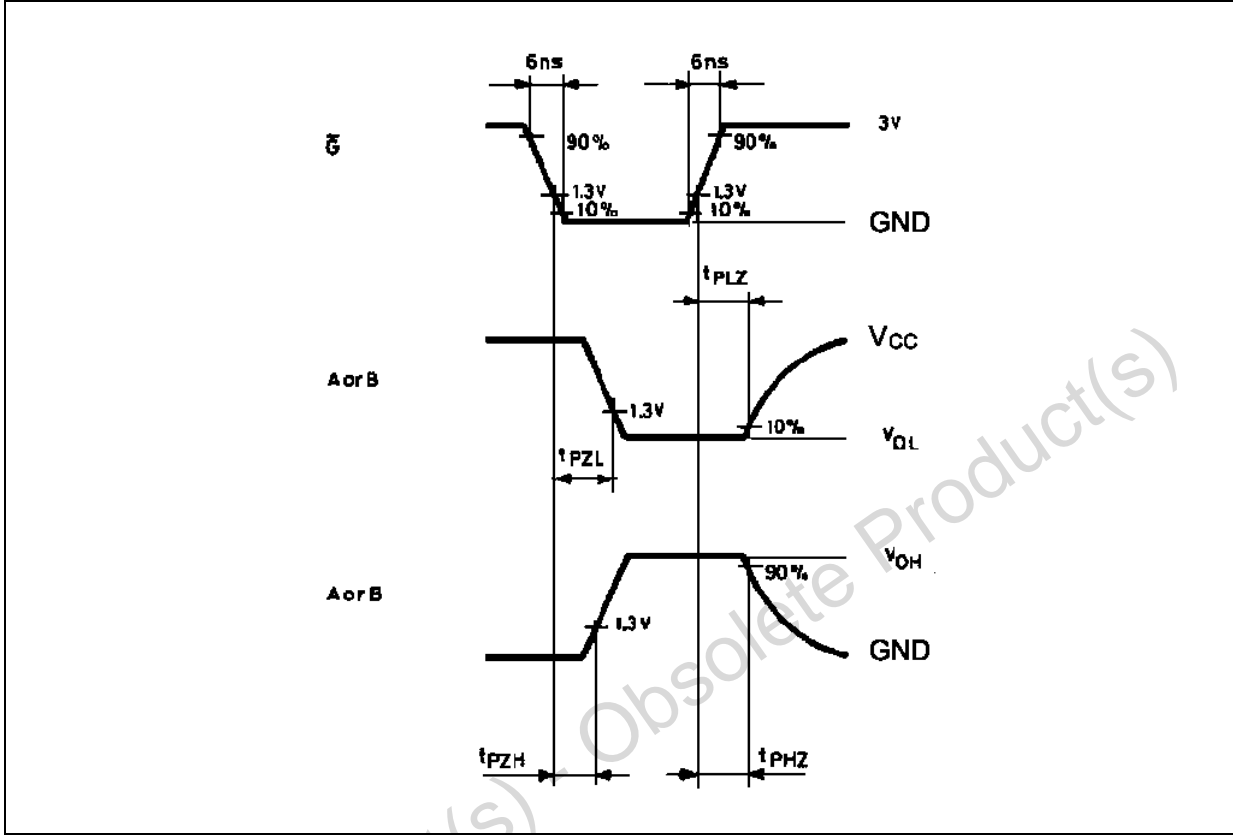 6ns 6ns
G̅ 90% 90% 3V
1.3V 1.3V
10% 10% GND
tPLZ
VCC
A or B
1.3V 10% VOL
tPZL
VOH
90%
A or B
1.3V
GND
tPZH tPHZ
t(s) - Obsolete Product(s)